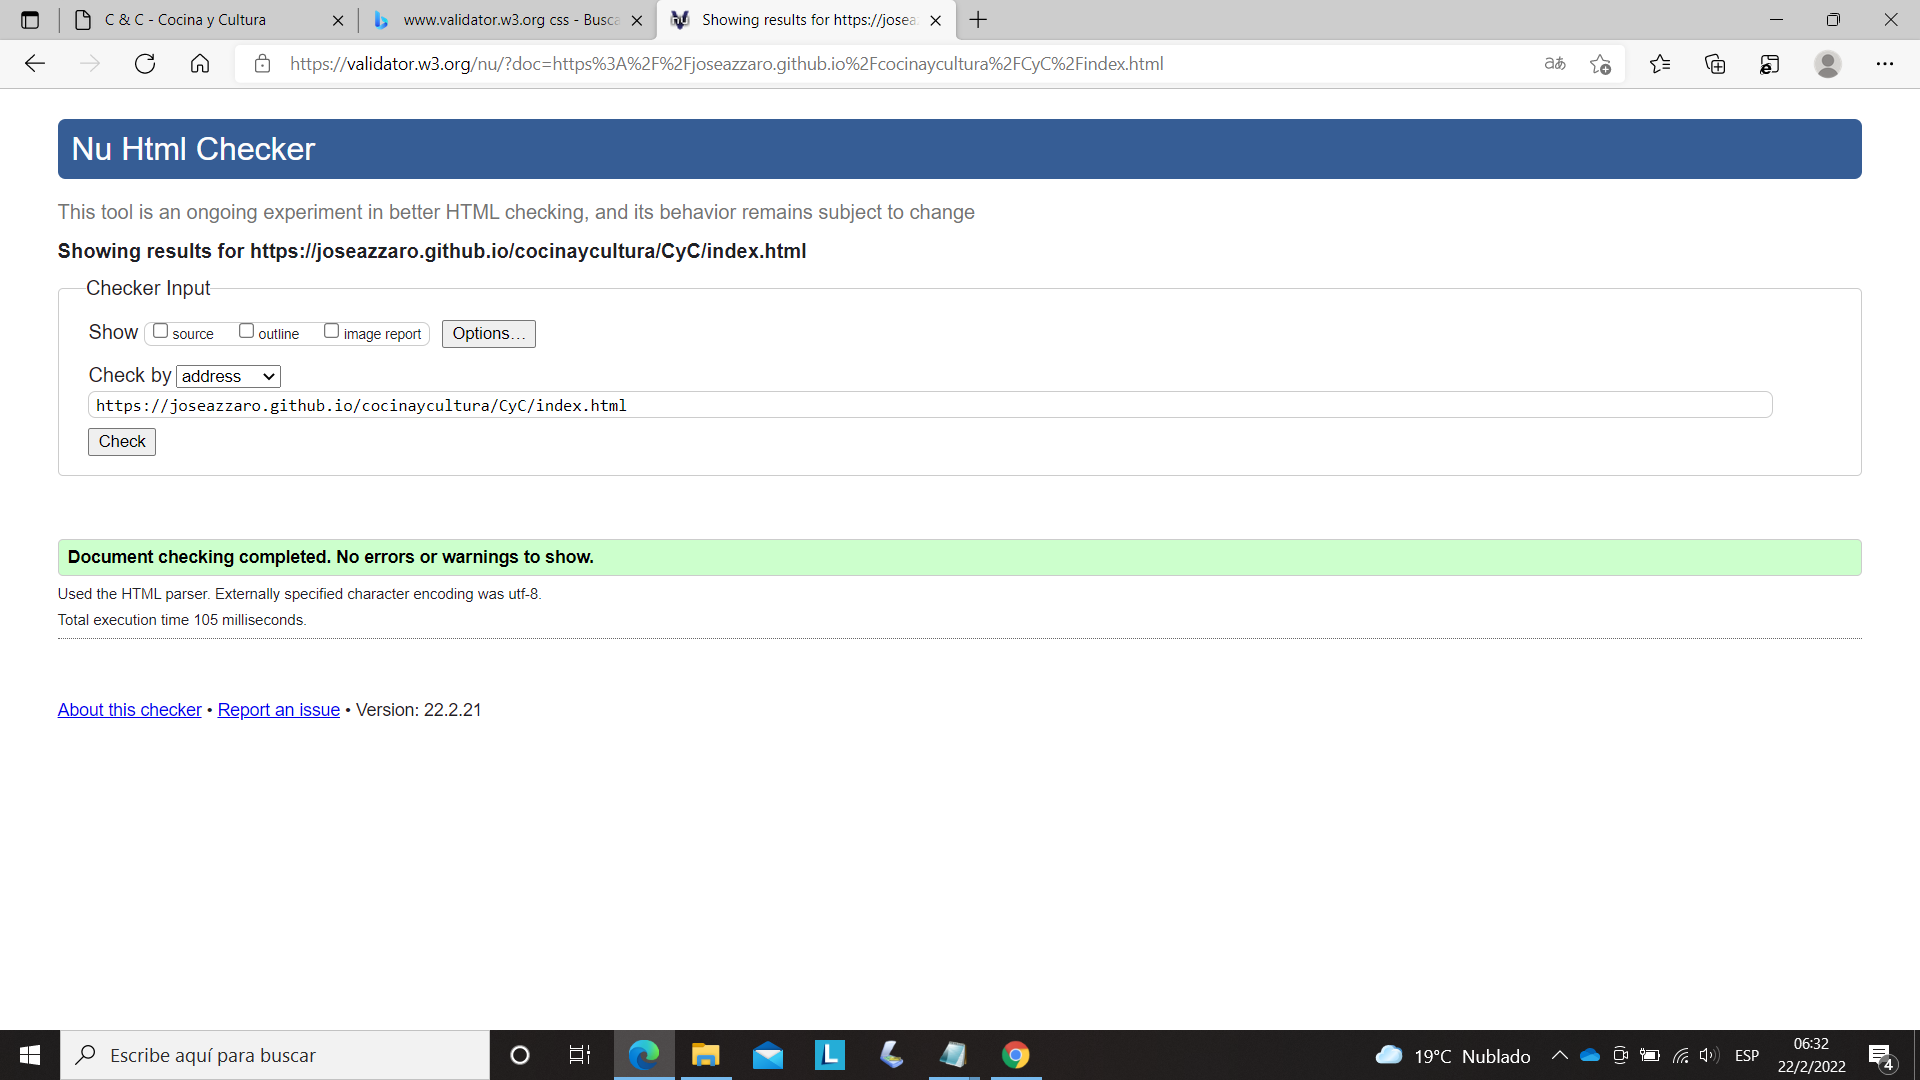 C & C - Cocina y Cultura
www.validator.w3.org css - Busca
Showing results for https://josea
https://validator.w3.org/nu/?doc=https%3A%2F%2Fjoseazzaro.github.io%2Fcocinaycultura%2FCyC%2Findex.html
Nu Html Checker
This tool is an ongoing experiment in better HTML checking, and its behavior remains subject to change
Showing results for https://joseazzaro.github.io/cocinaycultura/CyC/index.html
Checker Input
Show source outline image report Options...
Check by address
https://joseazzaro.github.io/cocinaycultura/CyC/index.html
Check
Document checking completed. No errors or warnings to show.
Used the HTML parser. Externally specified character encoding was utf-8.
Total execution time 105 milliseconds.
About this checker • Report an issue • Version: 22.2.21
Escribe aquí para buscar
L
19°C Nublado
ESP
06:32
22/2/2022
4